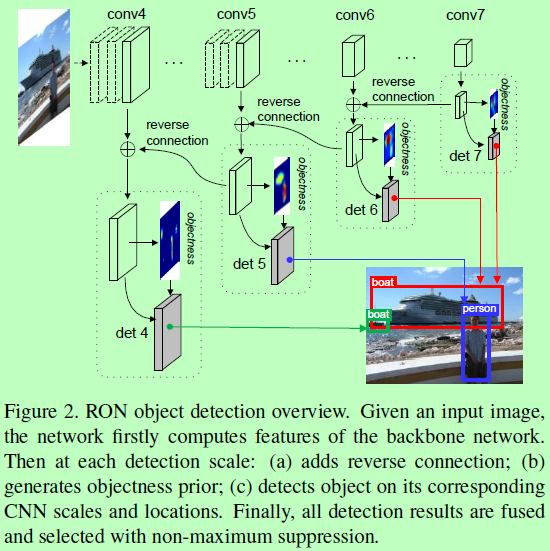 conv4 conv5 conv6 conv7
... ... ...
objectness
reverse
connection
reverse
connection
reverse
connection
objectness
det 7
objectness
det 6
objectness
det 5
det 4
boat
person
boat
Figure 2. RON object detection overview. Given an input image,
the network firstly computes features of the backbone network.
Then at each detection scale: (a) adds reverse connection; (b)
generates objectness prior; (c) detects object on its corresponding
CNN scales and locations. Finally, all detection results are fused
and selected with non-maximum suppression.